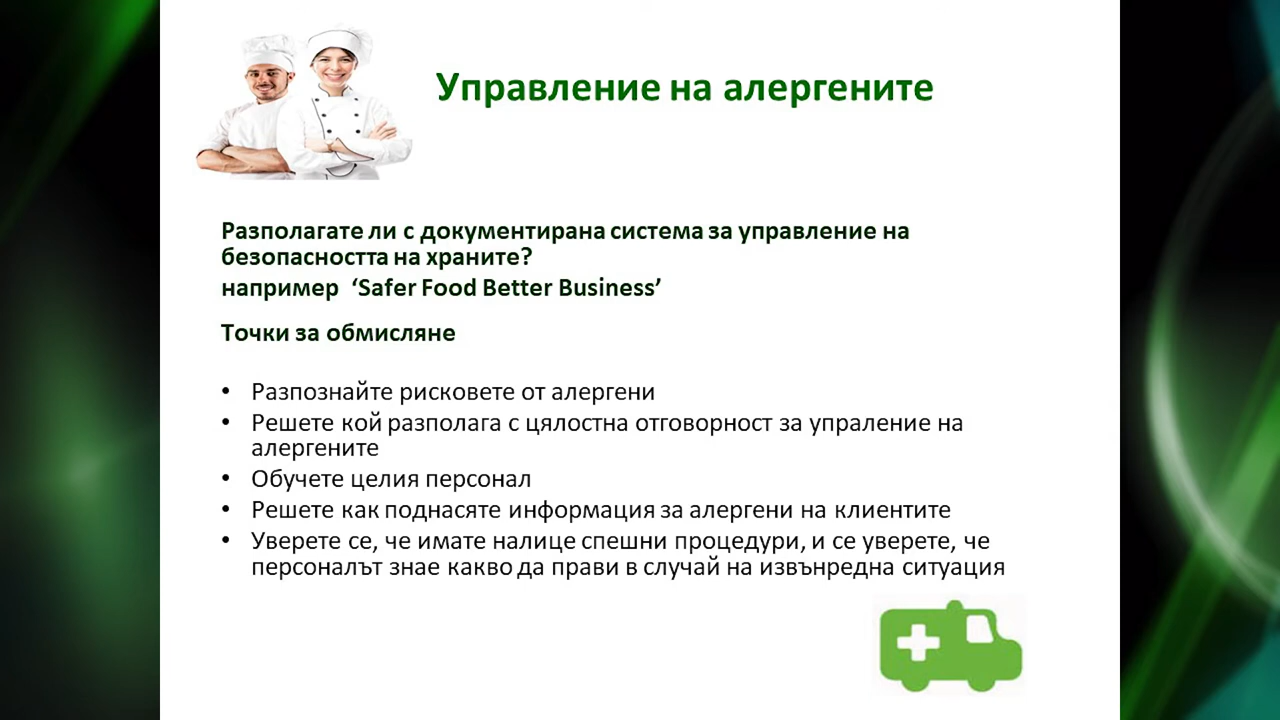 Управление на алергените
Разполагате ли с документирана система за управление на
безопасността на храните?
например ‘Safer Food Better Business’
Точки за обмисляне
• Разпознайте рисковете от алергени
• Решете кой разполага с цялостна отговорност за упраление на
алергените
• Обучете целия персонал
• Решете как поднасяте информация за алергени на клиентите
• Уверете се, че имате налице спешни процедури, и се уверете, че
персоналът знае какво да прави в случай на извънредна ситуация